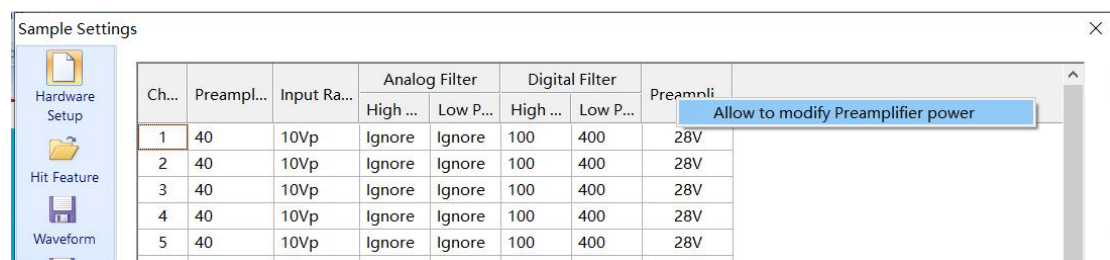 Sample Settings
Hardware Setup
Hit Feature
Waveform
Ch... Preampl... Input Ra... Analog Filter Digital Filter Preampli
High ... Low P... High ... Low P...
Allow to modify Preamplifier power
1 40 10Vp Ignore Ignore 100 400 28V
2 40 10Vp Ignore Ignore 100 400 28V
3 40 10Vp Ignore Ignore 100 400 28V
4 40 10Vp Ignore Ignore 100 400 28V
5 40 10Vp Ignore Ignore 100 400 28V